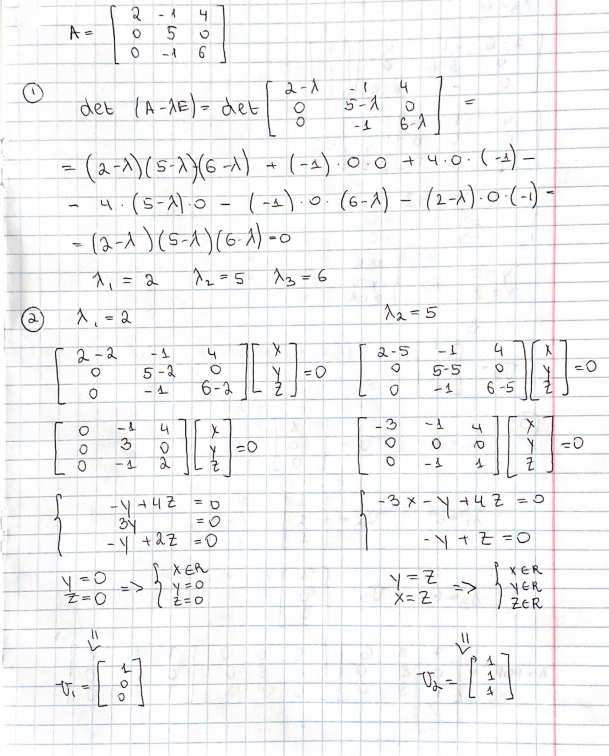 A = [ 2 -1 4
0 5 0
0 -1 6 ]
① det (A-λE) = det [ 2-λ -1 4
0 5-λ 0
0 -1 6-λ ] =
= (2-λ)(5-λ)(6-λ) + (-1)·0·0 + 4·0·(-1) -
- 4·(5-λ)·0 - (-1)·0·(6-λ) - (2-λ)·0·(-1) =
= (2-λ)(5-λ)(6-λ) = 0
λ₁ = 2 λ₂ = 5 λ₃ = 6
② λ₁ = 2
[ 2-2 -1 4
0 5-2 0
0 -1 6-2 ] [ x
y
z ] = 0
[ 0 -1 4
0 3 0
0 -1 2 ] [ x
y
z ] = 0
{ -y + 4z = 0
3y = 0
-y + 2z = 0
y = 0
z = 0 => { x∈R
y=0
z=0
⇓
v₁ = [ 1
0
0 ]
λ₂ = 5
[ 2-5 -1 4
0 5-5 0
0 -1 6-5 ] [ x
y
z ] = 0
[ -3 -1 4
0 0 0
0 -1 1 ] [ x
y
z ] = 0
{ -3x - y + 4z = 0
-y + z = 0
y = z
x = z => { x∈R
y∈R
z∈R
⇓
v₂ = [ 1
1
1 ]